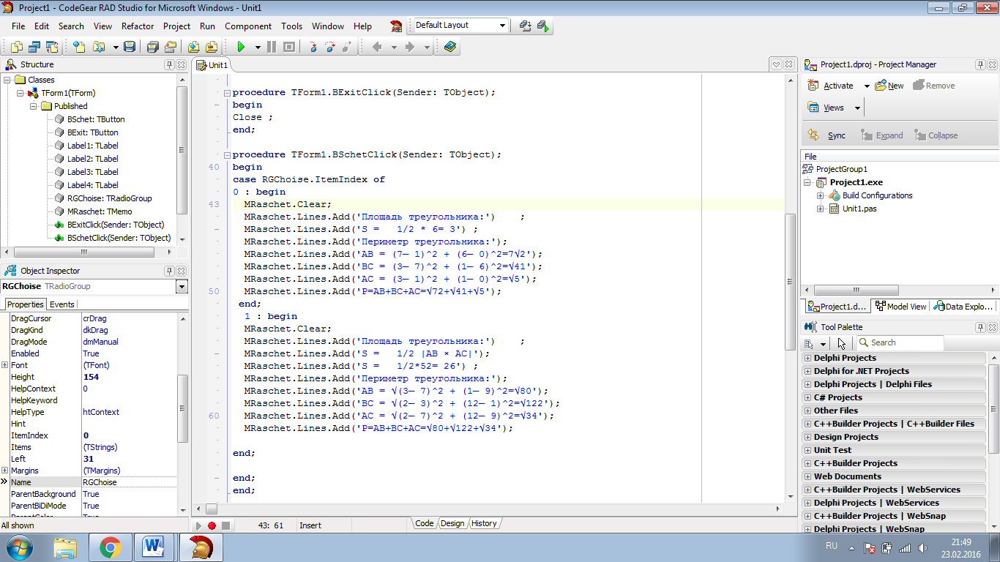 Project1 - CodeGear RAD Studio for Microsoft Windows - Unit1
File Edit Search View Refactor Project Run Component Tools Window Help
Default Layout
Structure
Classes
TForm1(TForm)
Published
BSchet: TButton
BExit: TButton
Label1: TLabel
Label2: TLabel
Label3: TLabel
Label4: TLabel
RGChoise: TRadioGroup
MRaschet: TMemo
BExitClick(Sender: TObject)
BSchetClick(Sender: TObject)
Object Inspector
RGChoise TRadioGroup
Properties Events
DragCursor crDrag
DragKind dkDrag
DragMode dmManual
Enabled True
Font (TFont)
Height 154
HelpContext 0
HelpKeyword
HelpType htContext
Hint
ItemIndex 0
Items (TStrings)
Left 31
Margins (TMargins)
Name RGChoise
ParentBackground True
ParentBiDiMode True
ParentColor True
All shown
Unit1
procedure TForm1.BExitClick(Sender: TObject);
begin
Close ;
end;
procedure TForm1.BSchetClick(Sender: TObject);
40 begin
case RGChoise.ItemIndex of
0 : begin
43 MRaschet.Clear;
MRaschet.Lines.Add('Площадь треугольника:') ;
MRaschet.Lines.Add('S = 1/2 * 6= 3') ;
MRaschet.Lines.Add('Периметр треугольника:');
MRaschet.Lines.Add('AB = (7– 1)^2 + (6– 0)^2=7√2');
MRaschet.Lines.Add('BC = (3– 7)^2 + (1– 6)^2=√41');
MRaschet.Lines.Add('AC = (3– 1)^2 + (1– 0)^2=√5');
50 MRaschet.Lines.Add('P=AB+BC+AC=√72+√41+√5');
end;
1 : begin
MRaschet.Clear;
MRaschet.Lines.Add('Площадь треугольника:') ;
MRaschet.Lines.Add('S = 1/2 |AB × AC|');
MRaschet.Lines.Add('S = 1/2*52= 26') ;
MRaschet.Lines.Add('Периметр треугольника:');
MRaschet.Lines.Add('AB = √(3– 7)^2 + (1– 9)^2=√80');
MRaschet.Lines.Add('BC = √(2– 3)^2 + (12– 1)^2=√122');
60 MRaschet.Lines.Add('AC = √(2– 7)^2 + (12– 9)^2=√34');
MRaschet.Lines.Add('P=AB+BC+AC=√80+√122+√34');
end;
end;
end;
43: 61 Insert
Code Design History
Project1.dproj - Project Manager
Activate New Remove
Views
Sync Expand Collapse
File
ProjectGroup1
Project1.exe
Build Configurations
Unit1.pas
Project1.d... Model View Data Explo...
Tool Palette
Search
Delphi Projects
Delphi for .NET Projects
Delphi Projects | Delphi Files
C# Projects
Other Files
C++Builder Projects | C++Builder Files
Design Projects
Unit Test
C++Builder Projects
Web Documents
C++Builder Projects | WebServices
Delphi Projects | WebServices
C++Builder Projects | WebSnap
Delphi Projects | WebSnap
RU
21:49
23.02.2016